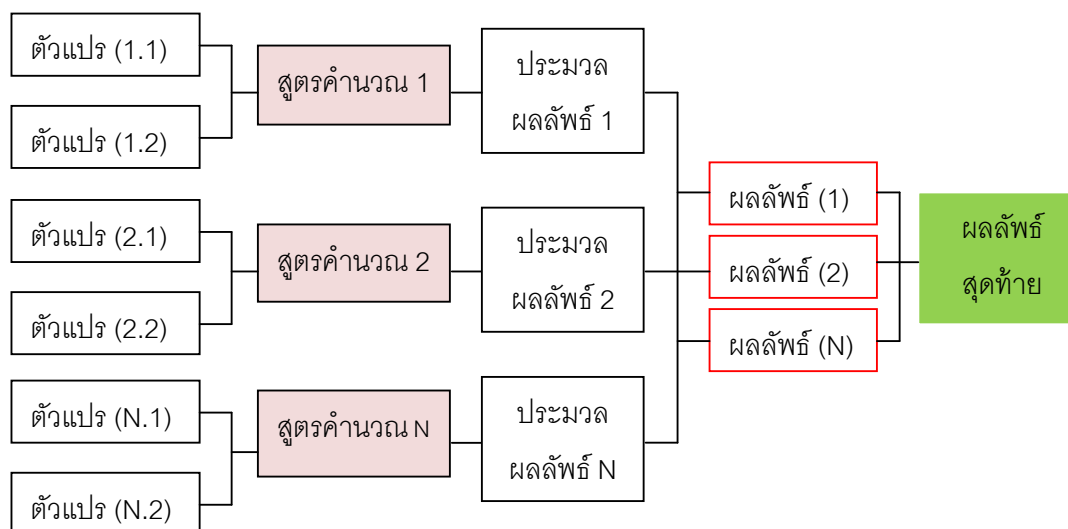 ตัวแปร (1.1)
ตัวแปร (1.2)
สูตรคำนวณ 1
ประมวล
ผลลัพธ์ 1
ตัวแปร (2.1)
ตัวแปร (2.2)
สูตรคำนวณ 2
ประมวล
ผลลัพธ์ 2
ตัวแปร (N.1)
ตัวแปร (N.2)
สูตรคำนวณ N
ประมวล
ผลลัพธ์ N
ผลลัพธ์ (1)
ผลลัพธ์ (2)
ผลลัพธ์ (N)
ผลลัพธ์
สุดท้าย